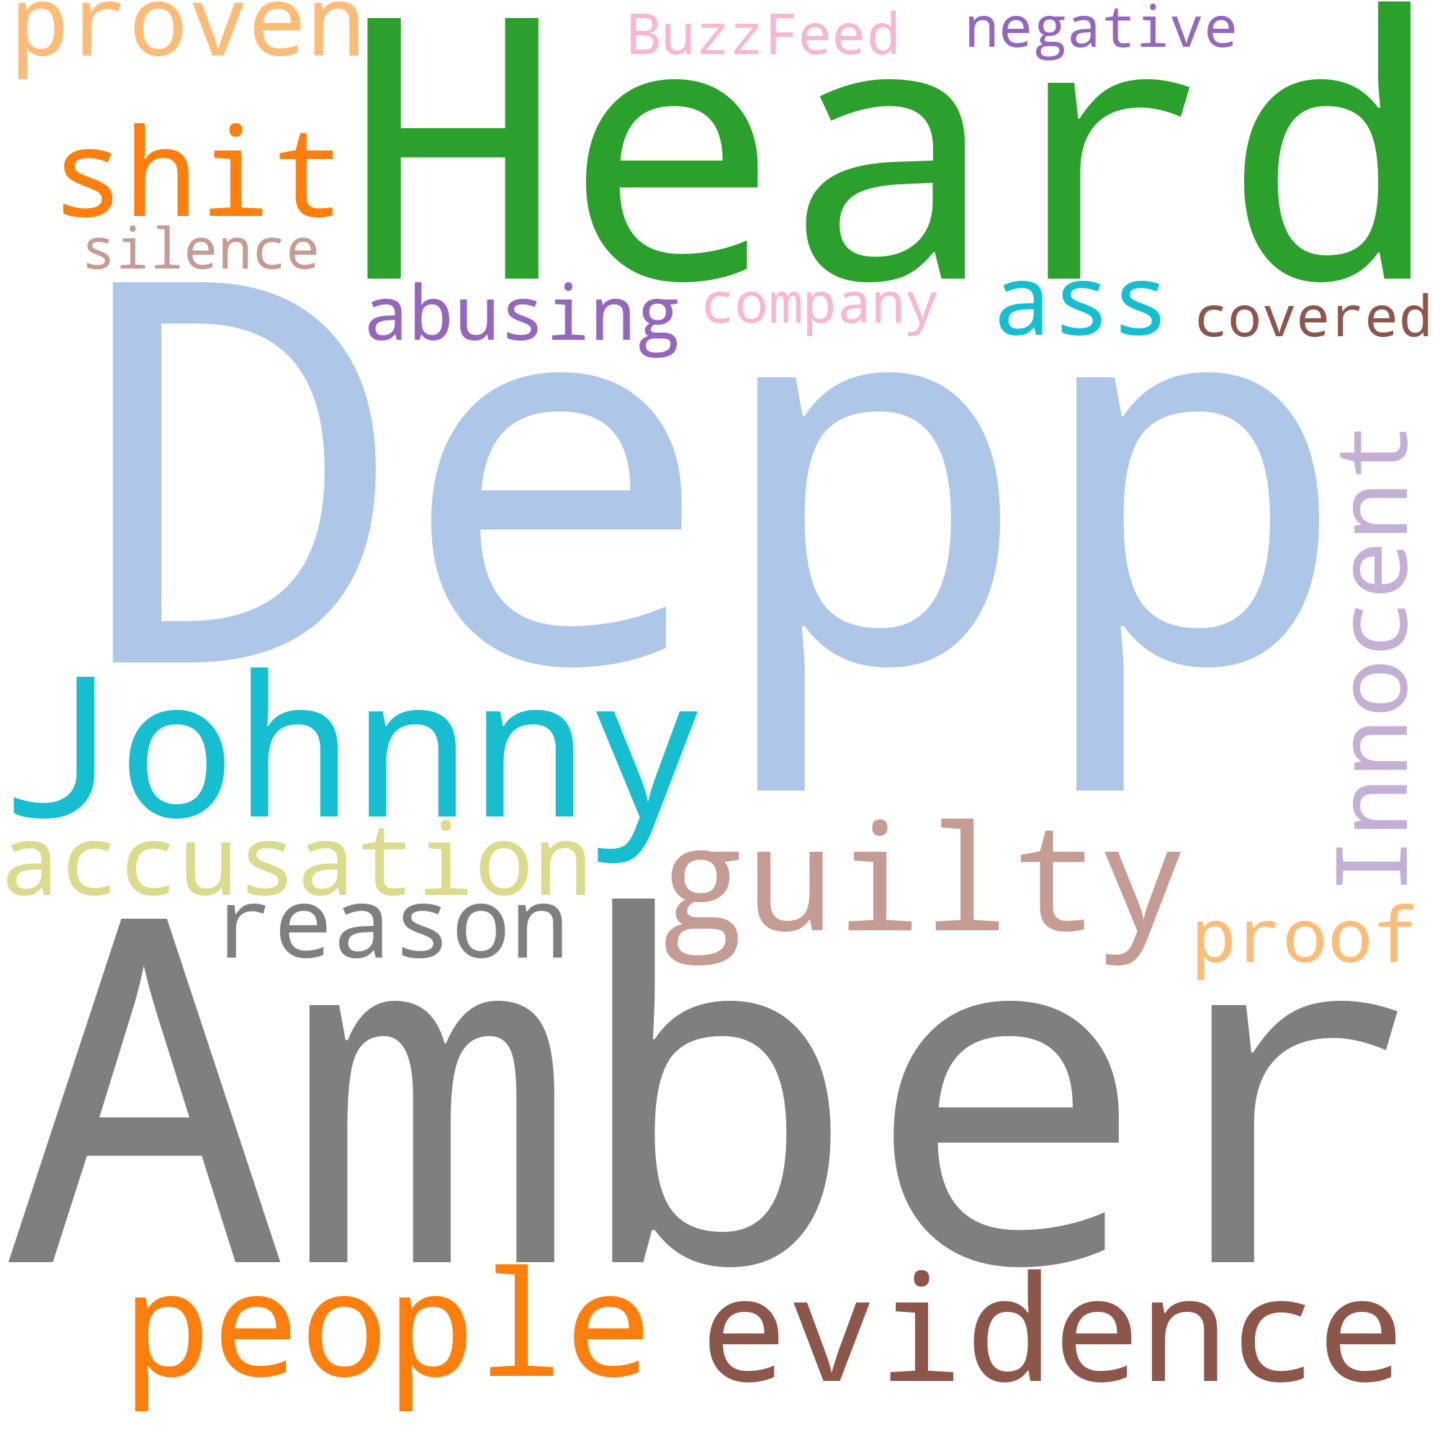 proven
BuzzFeed
negative
Heard
shit
silence
abusing
company
ass
covered
Depp
Innocent
Johnny
accusation
guilty
reason
proof
Amber
people
evidence